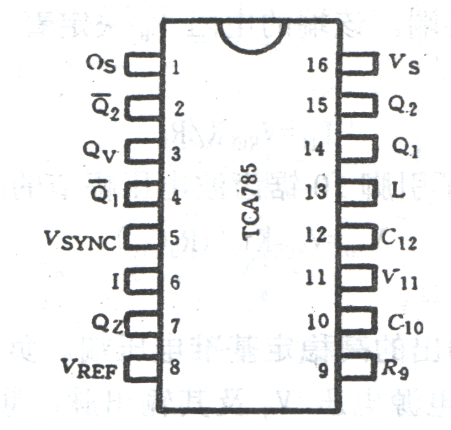 OS 1 16 VS
Q̅2 2 15 Q2
QV 3 14 Q1
Q̅1 4 13 L
VSYNC 5 12 C12
I 6 11 V11
QZ 7 10 C10
VREF 8 9 R9
TCA785